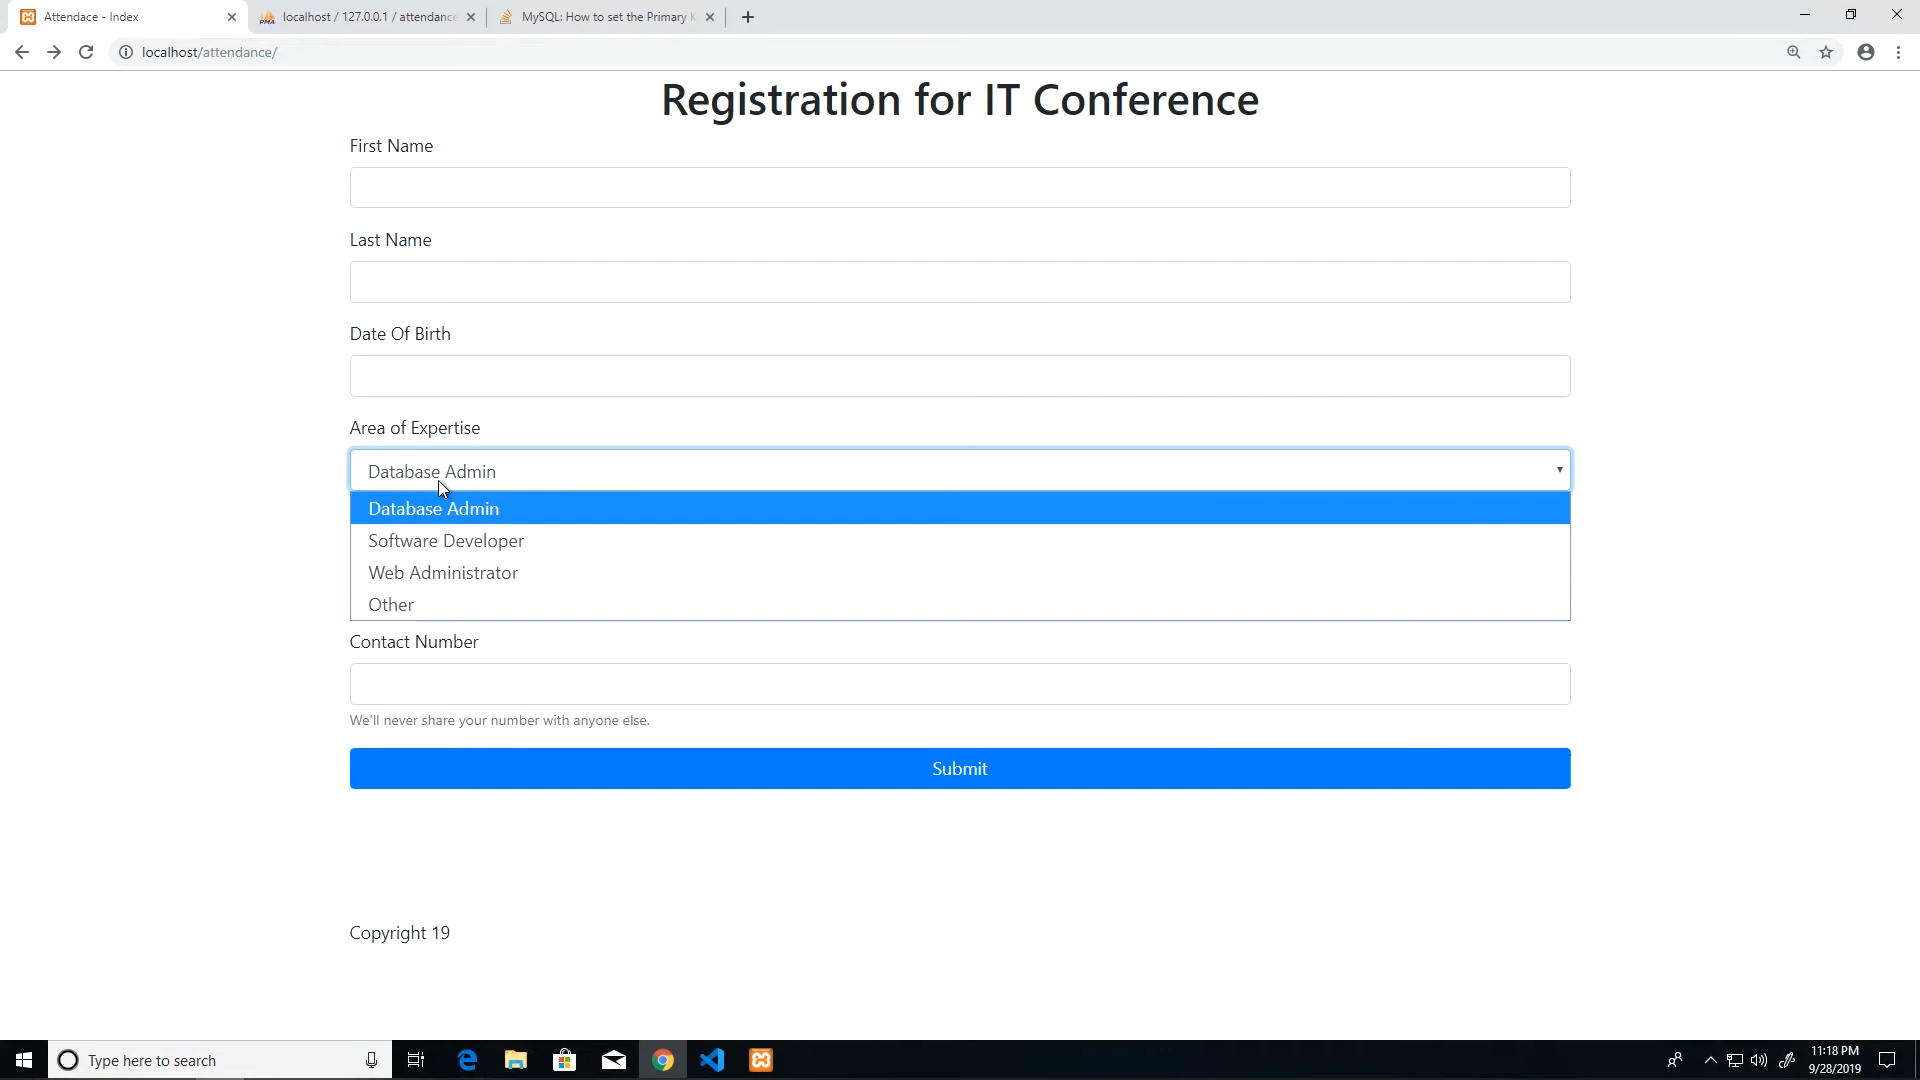 Attendace - Index
localhost / 127.0.0.1 / attendance
MySQL: How to set the Primary K
localhost/attendance/
Registration for IT Conference
First Name
Last Name
Date Of Birth
Area of Expertise
Database Admin
Database Admin
Software Developer
Web Administrator
Other
Contact Number
We'll never share your number with anyone else.
Submit
Copyright 19
Type here to search
11:18 PM
9/28/2019